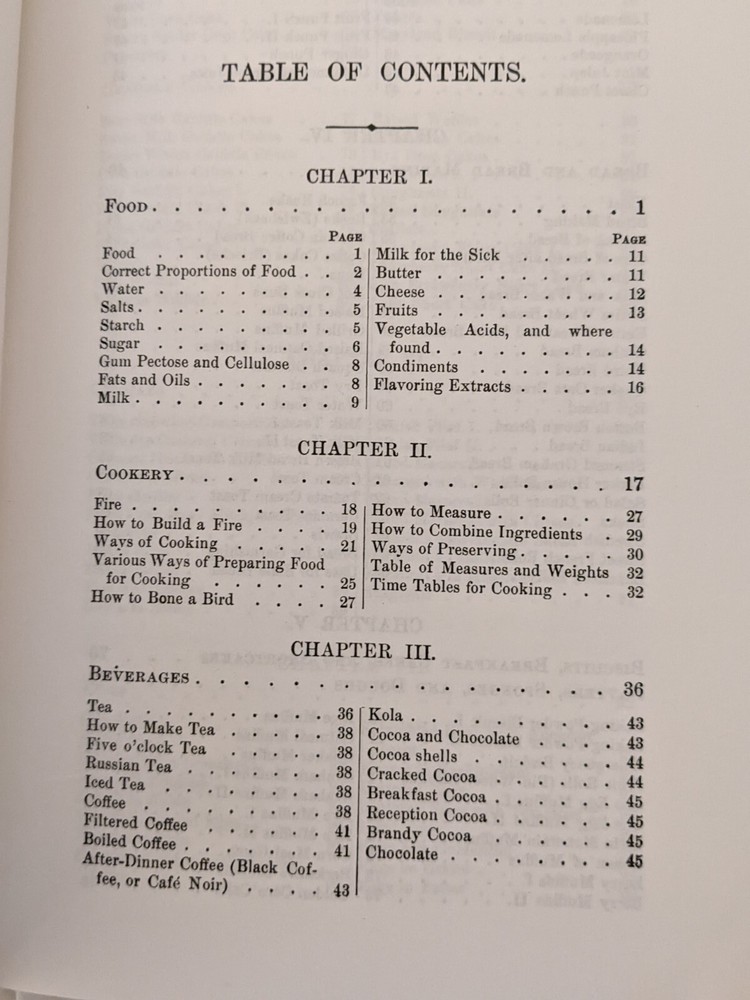 TABLE OF CONTENTS.
CHAPTER I.
FOOD . . . . . . . . . . . . . . . . . . . 1
PAGE
Food . . . . . . . . . 1
Correct Proportions of Food . . 2
Water . . . . . . . . . 4
Salts . . . . . . . . . . 5
Starch . . . . . . . . . 5
Sugar . . . . . . . . . 6
Gum Pectose and Cellulose . . 8
Fats and Oils . . . . . . . 8
Milk . . . . . . . . . . 9
PAGE
Milk for the Sick . . . . . 11
Butter . . . . . . . . . 11
Cheese . . . . . . . . . 12
Fruits . . . . . . . . . 13
Vegetable Acids, and where
found . . . . . . . . . 14
Condiments . . . . . . . 14
Flavoring Extracts . . . . . 16
CHAPTER II.
COOKERY . . . . . . . . . . . . . . . . . 17
Fire . . . . . . . . . . 18
How to Build a Fire . . . . 19
Ways of Cooking . . . . . 21
Various Ways of Preparing Food
for Cooking . . . . . . 25
How to Bone a Bird . . . . 27
How to Measure . . . . . . 27
How to Combine Ingredients . 29
Ways of Preserving . . . . . 30
Table of Measures and Weights 32
Time Tables for Cooking . . . 32
CHAPTER III.
BEVERAGES . . . . . . . . . . . . . . . . 36
Tea . . . . . . . . . . 36
How to Make Tea . . . . . 38
Five o'clock Tea . . . . . 38
Russian Tea . . . . . . . 38
Iced Tea . . . . . . . . 38
Coffee . . . . . . . . . 38
Filtered Coffee . . . . . . 41
Boiled Coffee . . . . . . . 41
After-Dinner Coffee (Black Cof-
fee, or Café Noir) . . . . 43
Kola . . . . . . . . . . 43
Cocoa and Chocolate . . . . 43
Cocoa shells . . . . . . . 44
Cracked Cocoa . . . . . . 44
Breakfast Cocoa . . . . . . 45
Reception Cocoa . . . . . . 45
Brandy Cocoa . . . . . . 45
Chocolate . . . . . . . . 45